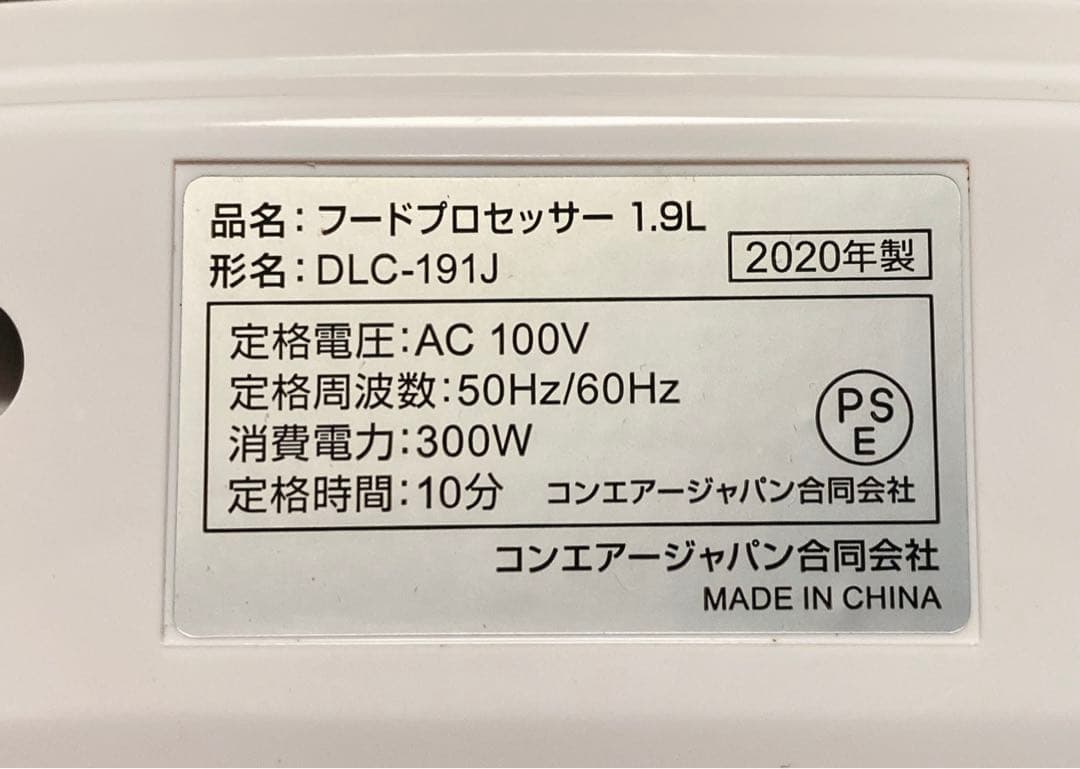 品名：フードプロセッサー 1.9L
形名：DLC-191J
2020年製
定格電圧：AC 100V
定格周波数：50Hz/60Hz
消費電力：300W
PS
E
定格時間：10分
コンエアージャパン合同会社
コンエアージャパン合同会社
MADE IN CHINA